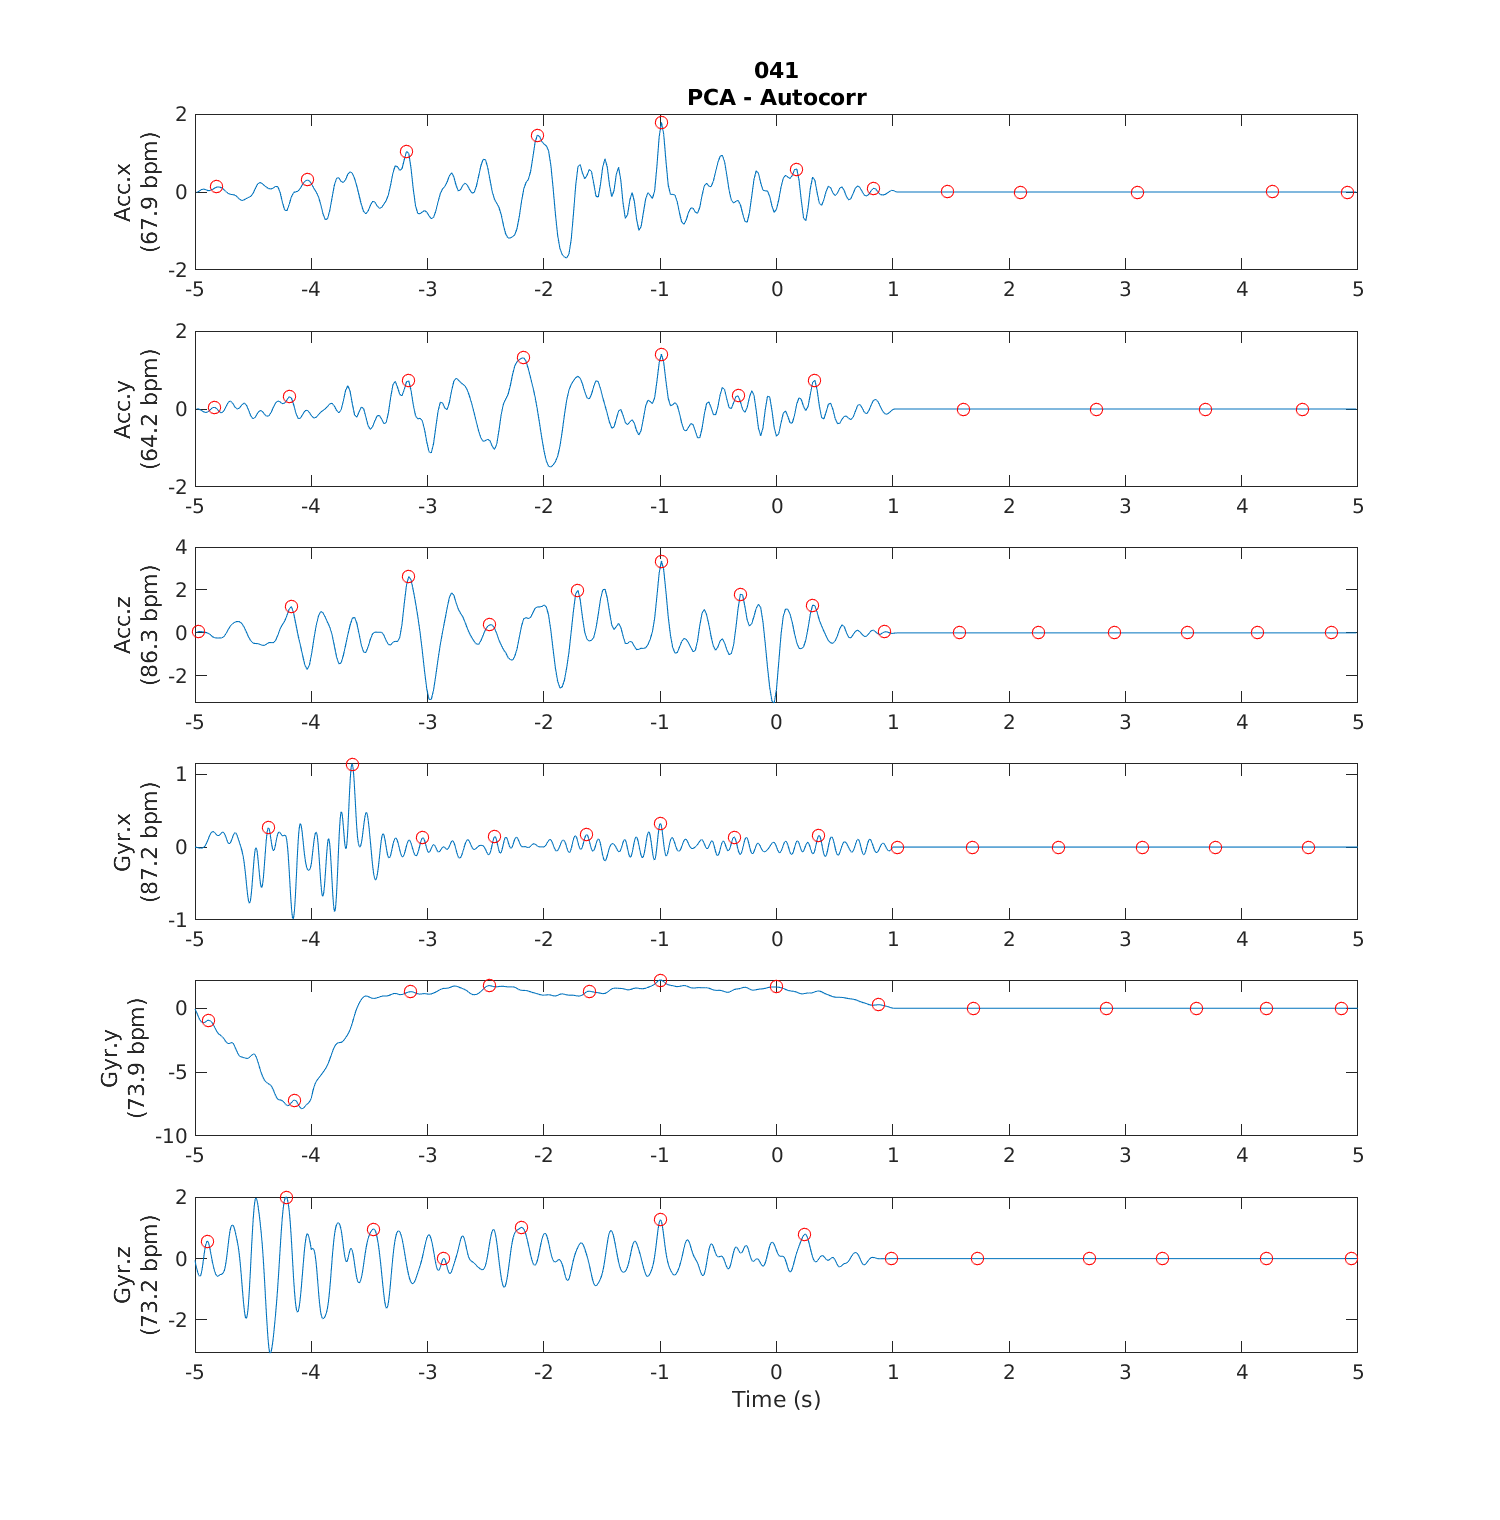 041
PCA - Autocorr
Acc.x
(67.9 bpm)
2
0
-2
-5 -4 -3 -2 -1 0 1 2 3 4 5
Acc.y
(64.2 bpm)
2
0
-2
-5 -4 -3 -2 -1 0 1 2 3 4 5
Acc.z
(86.3 bpm)
4
2
0
-2
-5 -4 -3 -2 -1 0 1 2 3 4 5
Gyr.x
(87.2 bpm)
1
0
-1
-5 -4 -3 -2 -1 0 1 2 3 4 5
Gyr.y
(73.9 bpm)
0
-5
-10
-5 -4 -3 -2 -1 0 1 2 3 4 5
Gyr.z
(73.2 bpm)
2
0
-2
-5 -4 -3 -2 -1 0 1 2 3 4 5
Time (s)